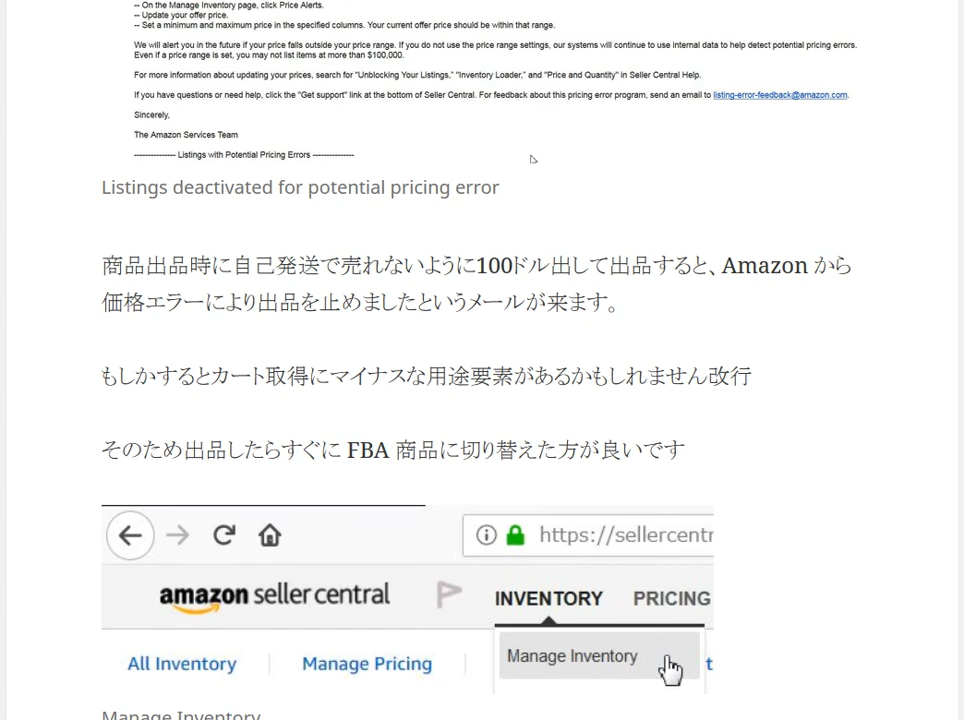 -- On the Manage Inventory page, click Price Alerts.
-- Update your offer price.
-- Set a minimum and maximum price in the specified columns. Your current offer price should be within that range.
We will alert you in the future if your price falls outside your price range. If you do not use the price range settings, our systems will continue to use internal data to help detect potential pricing errors.
Even if a price range is set, you may not list items at more than $100,000.
For more information about updating your prices, search for "Unblocking Your Listings," "Inventory Loader," and "Price and Quantity" in Seller Central Help.
If you have questions or need help, click the "Get support" link at the bottom of Seller Central. For feedback about this pricing error program, send an email to listing-error-feedback@amazon.com.
Sincerely,
The Amazon Services Team
--------------- Listings with Potential Pricing Errors ---------------
Listings deactivated for potential pricing error
商品出品時に自己発送で売れないように100ドル出して出品すると、Amazon から
価格エラーにより出品を止めましたというメールが来ます。
もしかするとカート取得にマイナスな用途要素があるかもしれません改行
そのため出品したらすぐに FBA 商品に切り替えた方が良いです
https://sellercentr
amazon seller central INVENTORY PRICING
All Inventory Manage Pricing Manage Inventory t
Manage Inventory